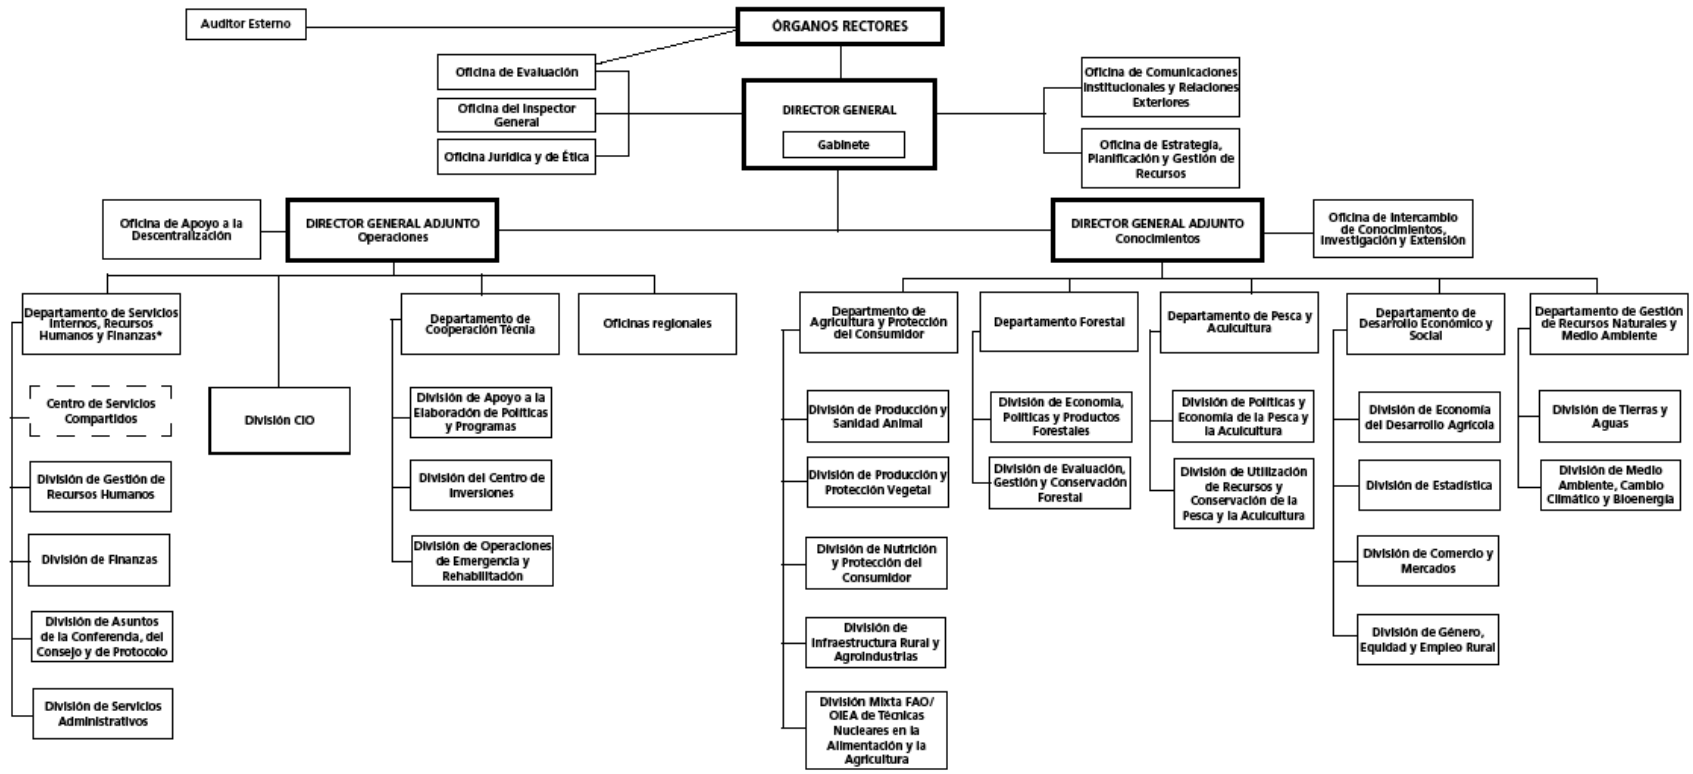 Auditor Esterno
ÓRGANOS RECTORES
Oficina de Evaluación
Oficina del Inspector
General
Oficina Jurídica y de Ética
DIRECTOR GENERAL
Gabinete
Oficina de Comunicaciones
Institucionales y Relaciones
Exteriores
Oficina de Estrategia,
Planificación y Gestión de
Recursos
Oficina de Apoyo a la
Descentralización
DIRECTOR GENERAL ADJUNTO
Operaciones
DIRECTOR GENERAL ADJUNTO
Conocimientos
Oficina de Intercambio
de Conocimientos,
Investigación y Extensión
Departamento de Servicios
Internos, Recursos
Humanos y Finanzas*
Centro de Servicios
Compartidos
División de Gestión de
Recursos Humanos
División de Finanzas
División de Asuntos
de la Conferencia, del
Consejo y de Protocolo
División de Servicios
Administrativos
División CIO
Departamento de
Cooperación Técnia
División de Apoyo a la
Elaboración de Políticas
y Programas
División del Centro de
Inversiones
División de Operaciones
de Emergencia y
Rehabilitación
Oficinas regionales
Departmento de
Agricultura y Protección
del Consumidor
División de Producción y
Sanidad Animal
División de Producción y
Protección Vegetal
División de Nutrición
y Protección del
Consumidor
División de
Infraestructura Rural y
Agroindustrias
División Mixta FAO/
OIEA de Técnicas
Nucleares en la
Alimentación y la
Agricultura
Departamento Forestal
División de Economía,
Políticas y Productos
Forestales
División de Evaluación,
Gestión y Conservación
Forestal
Departamento de Pesca y
Acuicultura
División de Políticas y
Economía de la Pesca y
la Acuicultura
División de Utilización
de Recursos y
Conservación de la
Pesca y la Acuicultura
Departamento de
Desarrollo Económico y
Social
División de Economía
del Desarrollo Agrícola
División de Estadística
División de Comercio y
Mercados
División de Género,
Equidad y Empleo Rural
Departamento de Gestión
de Recursos Naturales y
Medio Ambiente
División de Tierras y
Aguas
División de Medio
Ambiente, Cambio
Climático y Bioenergía